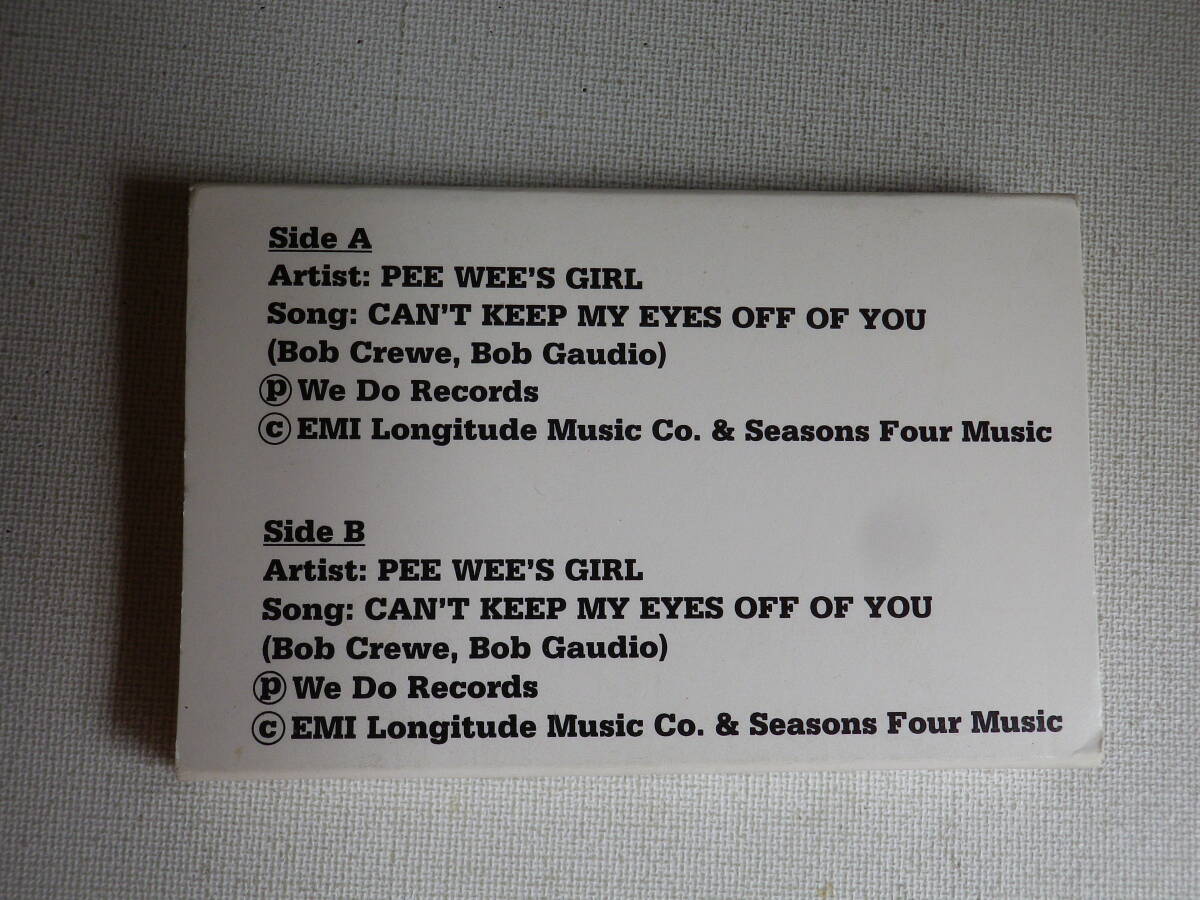 Side A
Artist: PEE WEE'S GIRL
Song: CAN'T KEEP MY EYES OFF OF YOU
(Bob Crewe, Bob Gaudio)
Ⓟ We Do Records
© EMI Longitude Music Co. & Seasons Four Music
Side B
Artist: PEE WEE'S GIRL
Song: CAN'T KEEP MY EYES OFF OF YOU
(Bob Crewe, Bob Gaudio)
Ⓟ We Do Records
© EMI Longitude Music Co. & Seasons Four Music